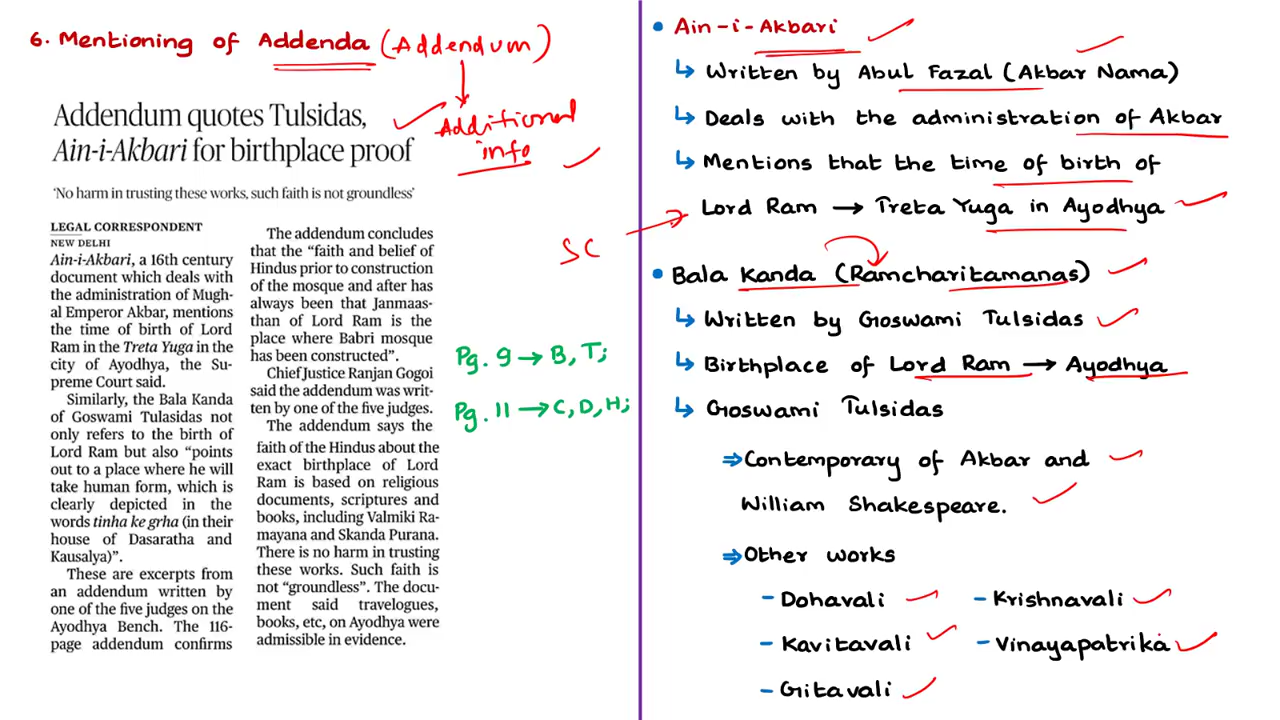 6. Mentioning of Addenda (Addendum)
Additional
info
Addendum quotes Tulsidas,
Ain-i-Akbari for birthplace proof
'No harm in trusting these works, such faith is not groundless'
LEGAL CORRESPONDENT
NEW DELHI
Ain-i-Akbari, a 16th century
document which deals with
the administration of Mugh-
al Emperor Akbar, mentions
the time of birth of Lord
Ram in the Treta Yuga in the
city of Ayodhya, the Su-
preme Court said.
Similarly, the Bala Kanda
of Goswami Tulasidas not
only refers to the birth of
Lord Ram but also "points
out to a place where he will
take human form, which is
clearly depicted in the
words tinha ke grha (in their
house of Dasaratha and
Kausalya)".
These are excerpts from
an addendum written by
one of the five judges on the
Ayodhya Bench. The 116-
page addendum confirms
The addendum concludes
that the "faith and belief of
Hindus prior to construction
of the mosque and after has
always been that Janmaas-
than of Lord Ram is the
place where Babri mosque
has been constructed".
Chief Justice Ranjan Gogoi
said the addendum was writ-
ten by one of the five judges.
The addendum says the
faith of the Hindus about the
exact birthplace of Lord
Ram is based on religious
documents, scriptures and
books, including Valmiki Ra-
mayana and Skanda Purana.
There is no harm in trusting
these works. Such faith is
not "groundless". The docu-
ment said travelogues,
books, etc, on Ayodhya were
admissible in evidence.
Pg. 9 → B, T;
Pg. 11 → C, D, H;
SC
• Ain-i-Akbari
↳ Written by Abul Fazal (Akbar Nama)
↳ Deals with the administration of Akbar
↳ Mentions that the time of birth of
Lord Ram → Treta Yuga in Ayodhya
• Bala Kanda (Ramcharitamanas)
↳ Written by Goswami Tulsidas
↳ Birthplace of Lord Ram → Ayodhya
↳ Goswami Tulsidas
⇒ Contemporary of Akbar and
William Shakespeare.
⇒ Other works
- Dohavali - Krishnavali
- Kavitavali - Vinayapatrika
- Gitavali